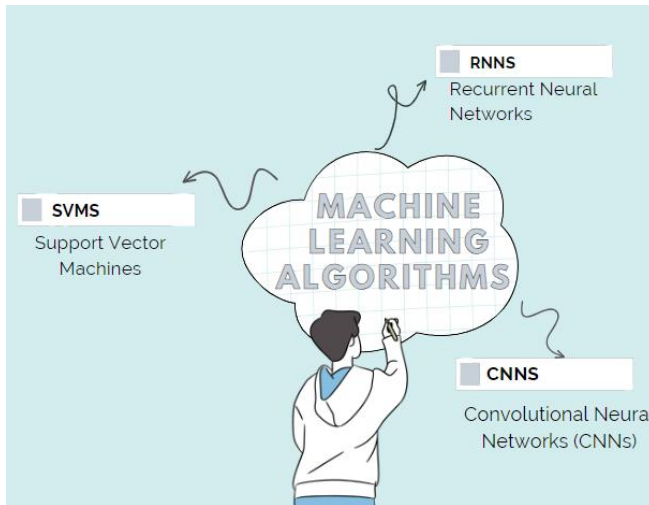 RNNS
Recurrent Neural
Networks
SVMS
Support Vector
Machines
MACHINE
LEARNING
ALGORITHMS
CNNS
Convolutional Neura
Networks (CNNs)